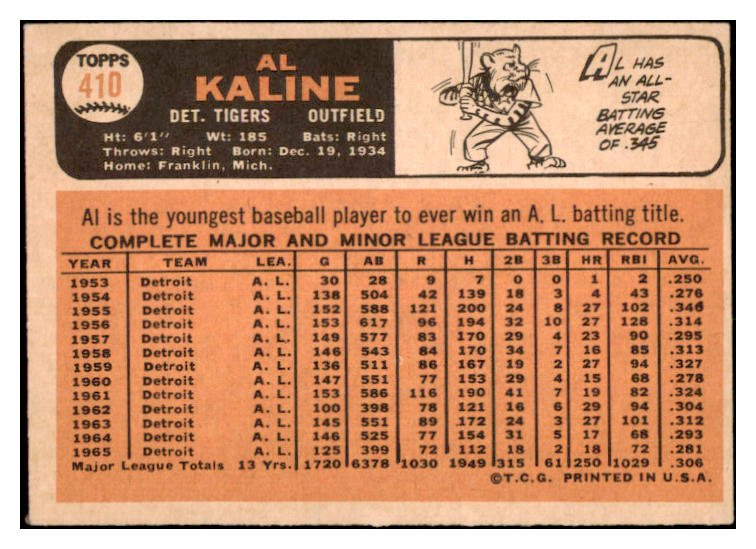 TOPPS
410
AL
KALINE
DET. TIGERS OUTFIELD
Ht: 6'1" Wt: 185 Bats: Right
Throws: Right Born: Dec. 19, 1934
Home: Franklin, Mich.
AL HAS
AN ALL-
STAR
BATTING
AVERAGE
OF .345
Al is the youngest baseball player to ever win an A. L. batting title.
COMPLETE MAJOR AND MINOR LEAGUE BATTING RECORD
YEAR TEAM LEA. G AB R H 2B 3B HR RBI AVG.
1953 Detroit A. L. 30 28 9 7 0 0 1 2 .250
1954 Detroit A. L. 138 504 42 139 18 3 4 43 .276
1955 Detroit A. L. 152 588 121 200 24 8 27 102 .340
1956 Detroit A. L. 153 617 96 194 32 10 27 128 .314
1957 Detroit A. L. 149 577 83 170 29 4 23 90 .295
1958 Detroit A. L. 146 543 84 170 34 7 16 85 .313
1959 Detroit A. L. 136 511 86 167 19 2 27 94 .327
1960 Detroit A. L. 147 551 77 153 29 4 15 68 .278
1961 Detroit A. L. 153 586 116 190 41 7 19 82 .324
1962 Detroit A. L. 100 398 78 121 16 6 29 94 .304
1963 Detroit A. L. 145 551 89 172 24 3 27 101 .312
1964 Detroit A. L. 146 525 77 154 31 5 17 68 .293
1965 Detroit A. L. 125 399 72 112 18 2 18 72 .281
Major League Totals 13 Yrs. 1720 6378 1030 1949 315 61 250 1029 .306
©T.C.G. PRINTED IN U.S.A.